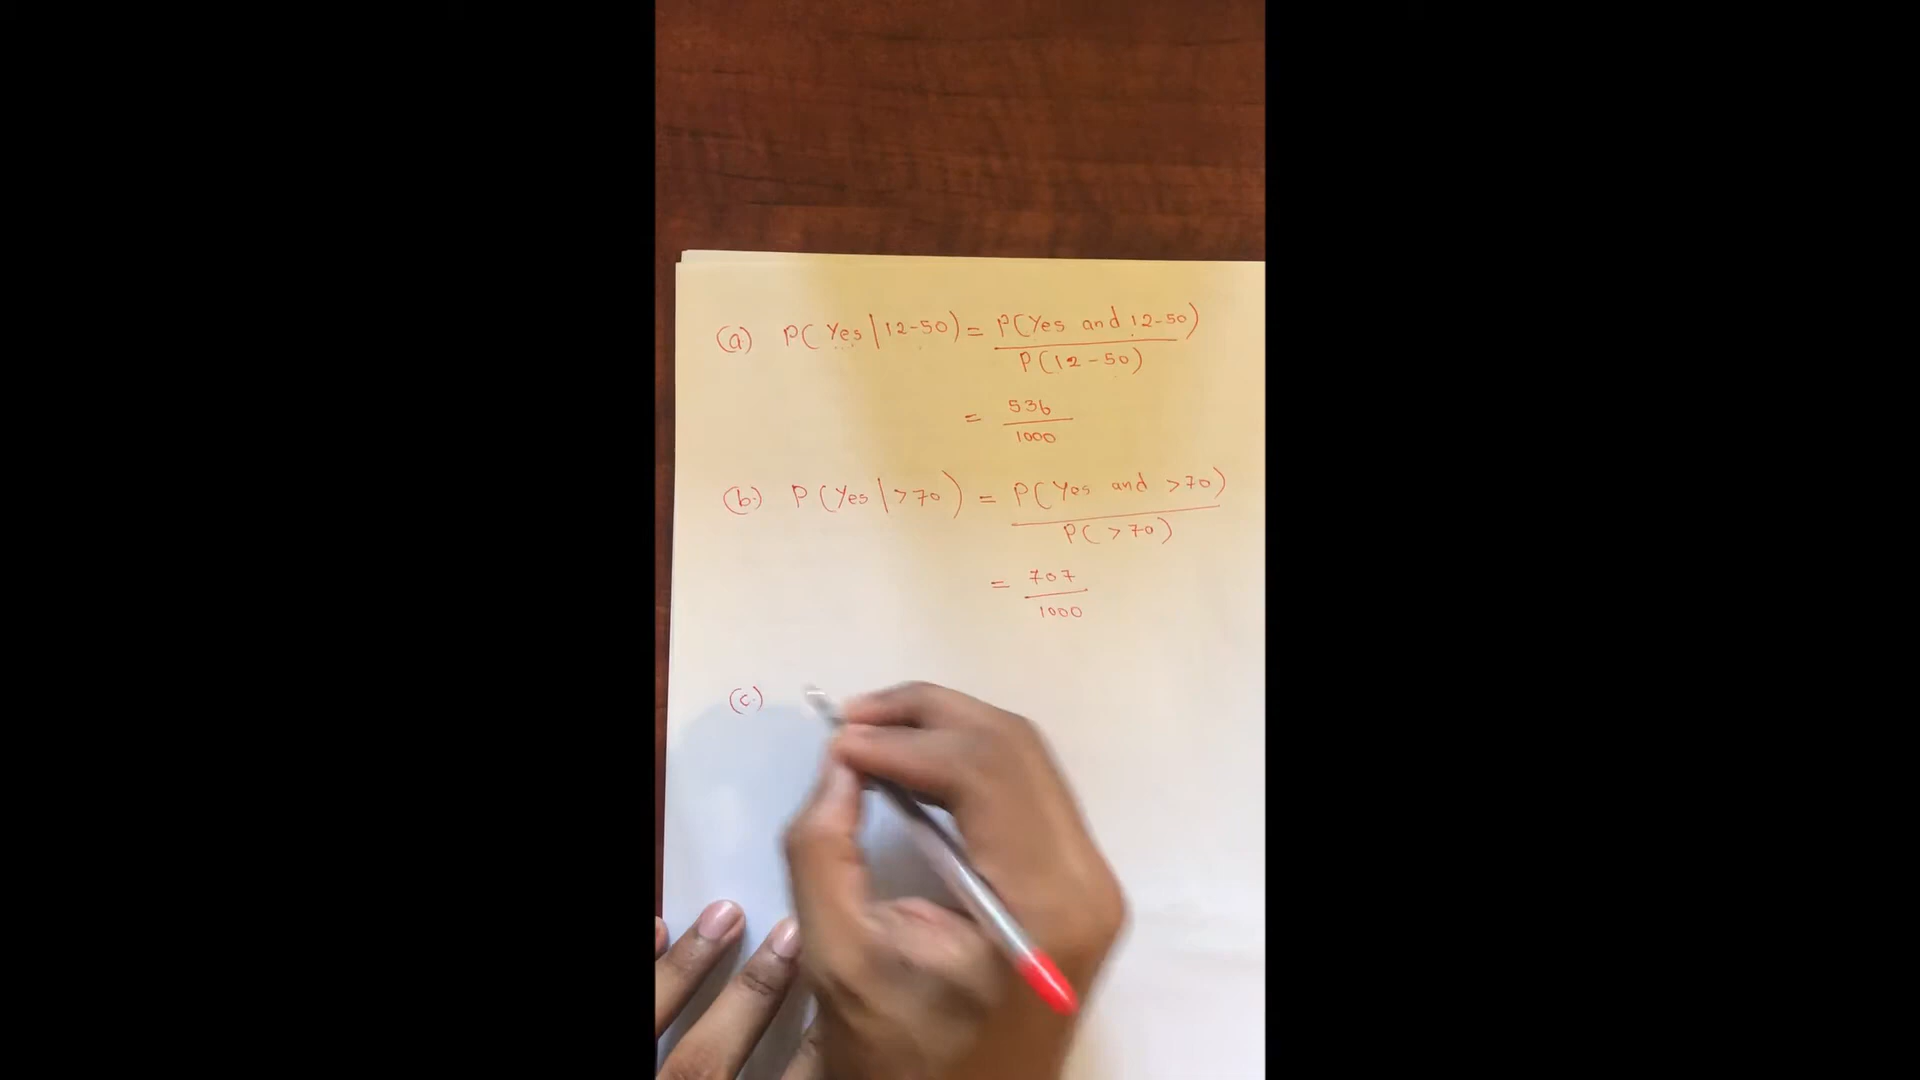 (a) P(Yes|12-50) = P(Yes and 12-50)
P(12-50)
= 536
1000
(b) P(Yes|>70) = P(Yes and >70)
P(>70)
= 707
1000
(c)